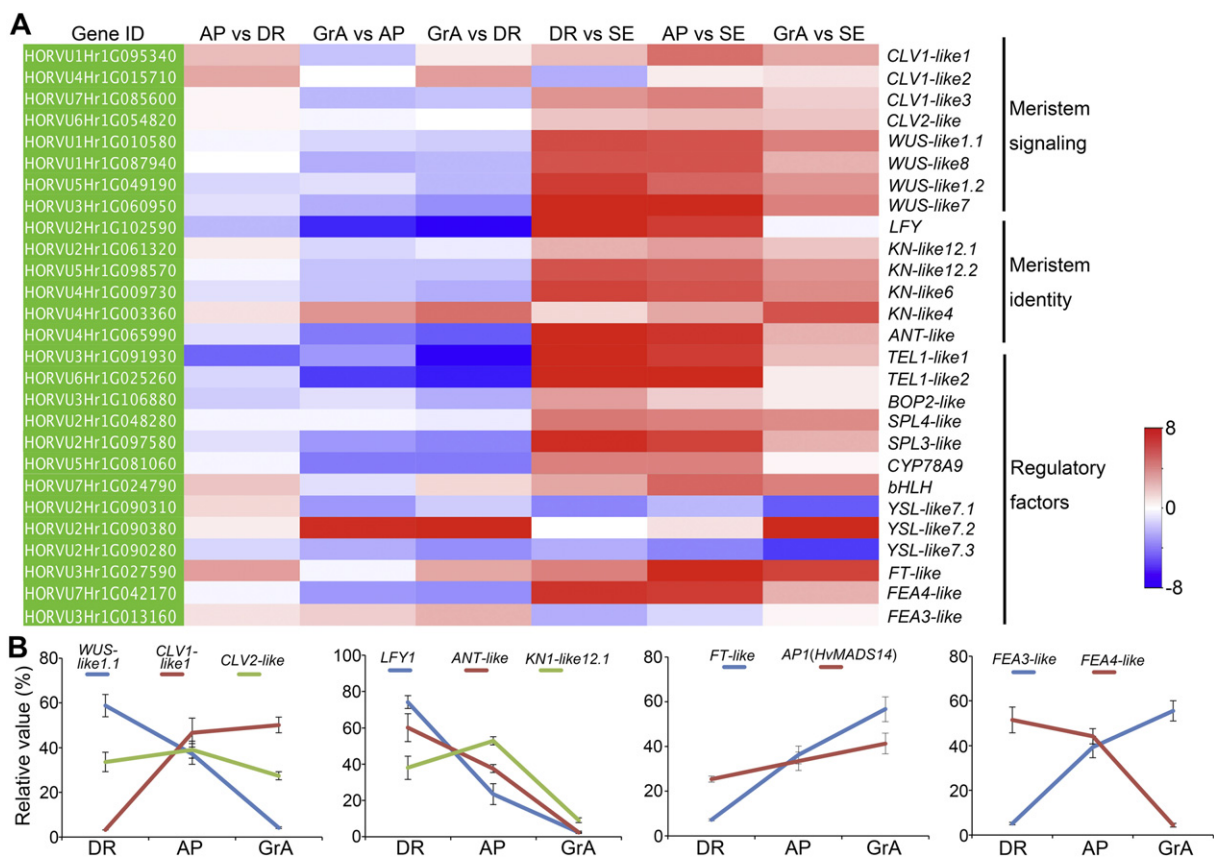 A
Gene ID AP vs DR GrA vs AP GrA vs DR DR vs SE AP vs SE GrA vs SE
HORVU1Hr1G095340 CLV1-like1
HORVU4Hr1G015710 CLV1-like2
HORVU7Hr1G085600 CLV1-like3
HORVU6Hr1G054820 CLV2-like
HORVU1Hr1G010580 WUS-like1.1
HORVU1Hr1G087940 WUS-like8
HORVU5Hr1G049190 WUS-like1.2
HORVU3Hr1G060950 WUS-like7
Meristem
signaling
HORVU2Hr1G102590 LFY
HORVU2Hr1G061320 KN-like12.1
HORVU5Hr1G098570 KN-like12.2
HORVU4Hr1G009730 KN-like6
HORVU4Hr1G003360 KN-like4
HORVU4Hr1G065990 ANT-like
Meristem
identity
HORVU3Hr1G091930 TEL1-like1
HORVU6Hr1G025260 TEL1-like2
HORVU3Hr1G106880 BOP2-like
HORVU2Hr1G048280 SPL4-like
HORVU2Hr1G097580 SPL3-like
HORVU5Hr1G081060 CYP78A9
HORVU7Hr1G024790 bHLH
HORVU2Hr1G090310 YSL-like7.1
HORVU2Hr1G090380 YSL-like7.2
HORVU2Hr1G090280 YSL-like7.3
HORVU3Hr1G027590 FT-like
HORVU7Hr1G042170 FEA4-like
HORVU3Hr1G013160 FEA3-like
Regulatory
factors
8
0
-8
B
Relative value (%)
WUS-
like1.1
CLV1-
like1
CLV2-like
80
60
40
20
0
DR AP GrA
LFY1 ANT-like KN1-like12.1
100
80
60
40
20
0
DR AP GrA
FT-like AP1(HvMADS14)
80
60
40
20
0
DR AP GrA
FEA3-like FEA4-like
80
60
40
20
0
DR AP GrA